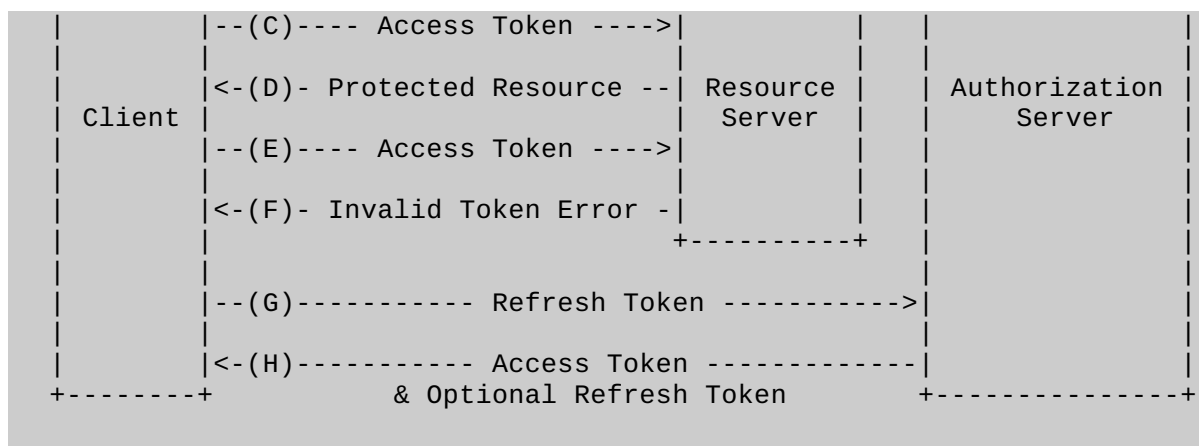 |        |--(C)---- Access Token ---->|          |  |               |
|        |                            |          |  |               |
|        |<-(D)- Protected Resource --| Resource |  | Authorization |
| Client |                            |  Server  |  |     Server    |
|        |--(E)---- Access Token ---->|          |  |               |
|        |                            |          |  |               |
|        |<-(F)- Invalid Token Error -|          |  |               |
|        |                            +----------+  |               |
|        |                                          |               |
|        |--(G)----------- Refresh Token ---------->|               |
|        |                                          |               |
|        |<-(H)----------- Access Token ------------|               |
+--------+           & Optional Refresh Token       +---------------+